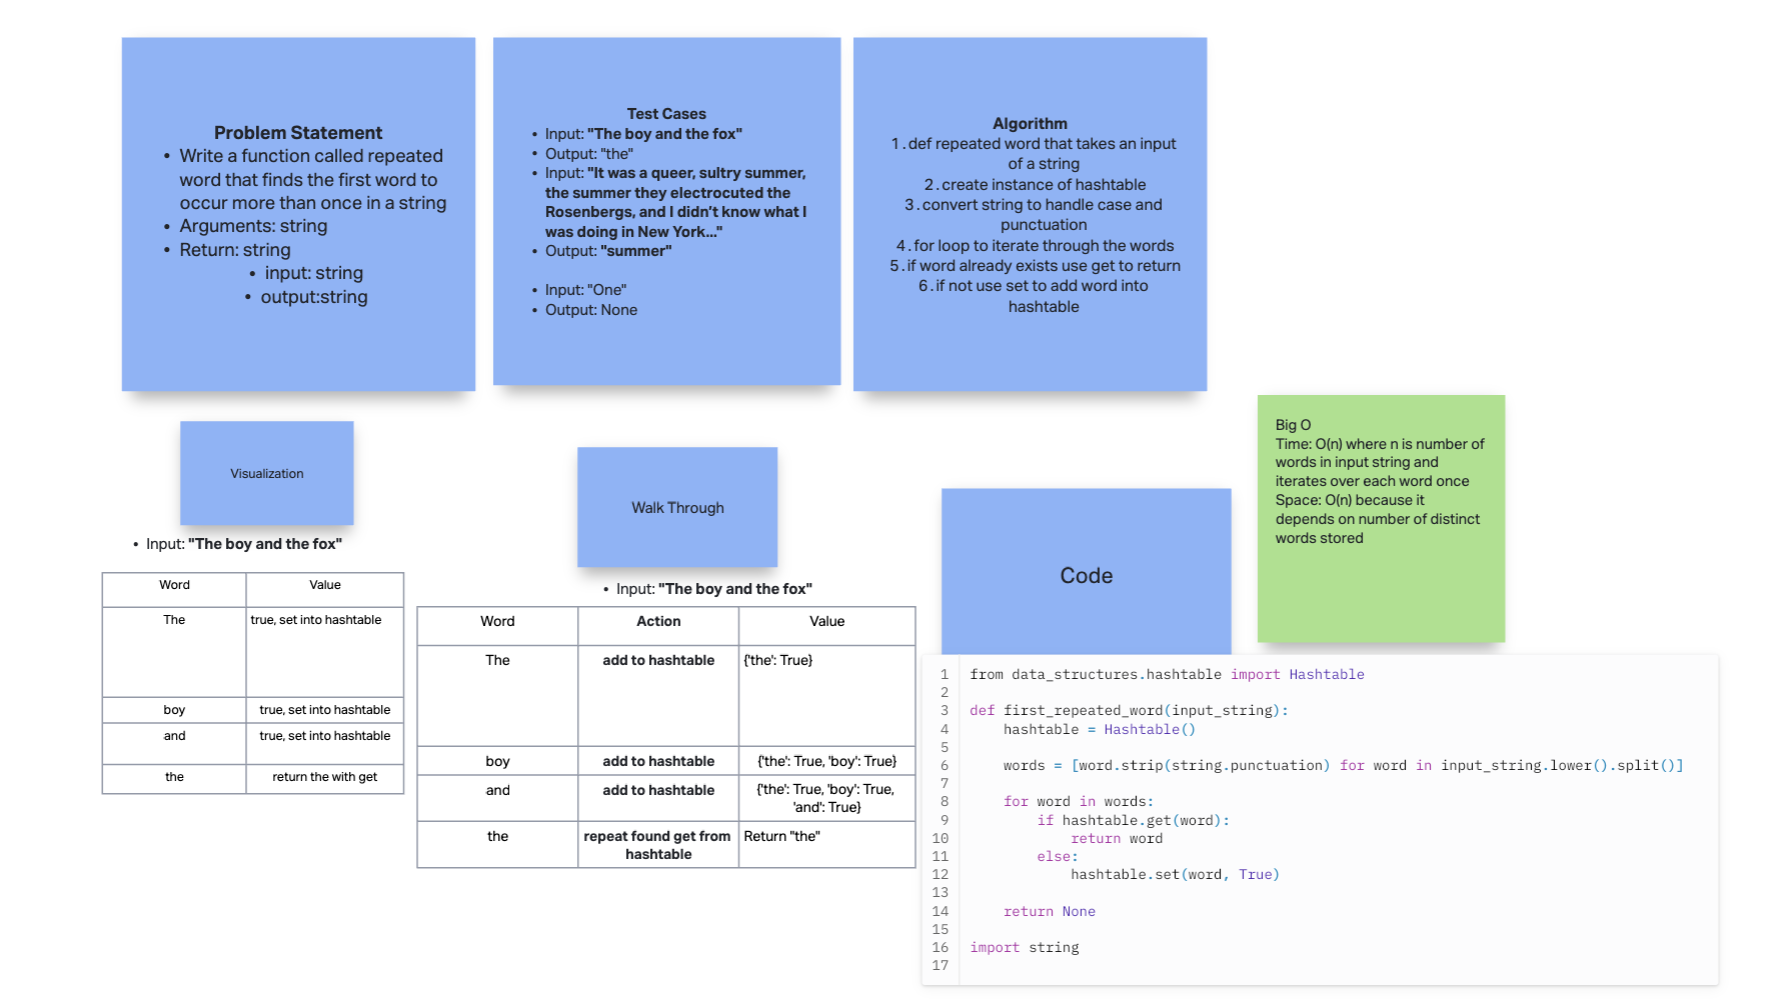 Problem Statement
• Write a function called repeated
word that finds the first word to
occur more than once in a string
• Arguments: string
• Return: string
• input: string
• output:string
Test Cases
• Input: "The boy and the fox"
• Output: "the"
• Input: "It was a queer, sultry summer,
the summer they electrocuted the
Rosenbergs, and I didn't know what I
was doing in New York..."
• Output: "summer"
• Input: "One"
• Output: None
Algorithm
1. def repeated word that takes an input
of a string
2. create instance of hashtable
3. convert string to handle case and
punctuation
4. for loop to iterate through the words
5. if word already exists use get to return
6. if not use set to add word into
hashtable
Visualization
• Input: "The boy and the fox"
Word Value
The true, set into hashtable
boy true, set into hashtable
and true, set into hashtable
the return the with get
Walk Through
• Input: "The boy and the fox"
Word Action Value
The add to hashtable {'the': True}
boy add to hashtable {'the': True, 'boy': True}
and add to hashtable {'the': True, 'boy': True,
'and': True}
the repeat found get from Return "the"
hashtable
Big O
Time: O(n) where n is number of
words in input string and
iterates over each word once
Space: O(n) because it
depends on number of distinct
words stored
Code
1 from data_structures.hashtable import Hashtable
2
3 def first_repeated_word(input_string):
4     hashtable = Hashtable()
5
6     words = [word.strip(string.punctuation) for word in input_string.lower().split()]
7
8     for word in words:
9         if hashtable.get(word):
10             return word
11         else:
12             hashtable.set(word, True)
13
14     return None
15
16 import string
17